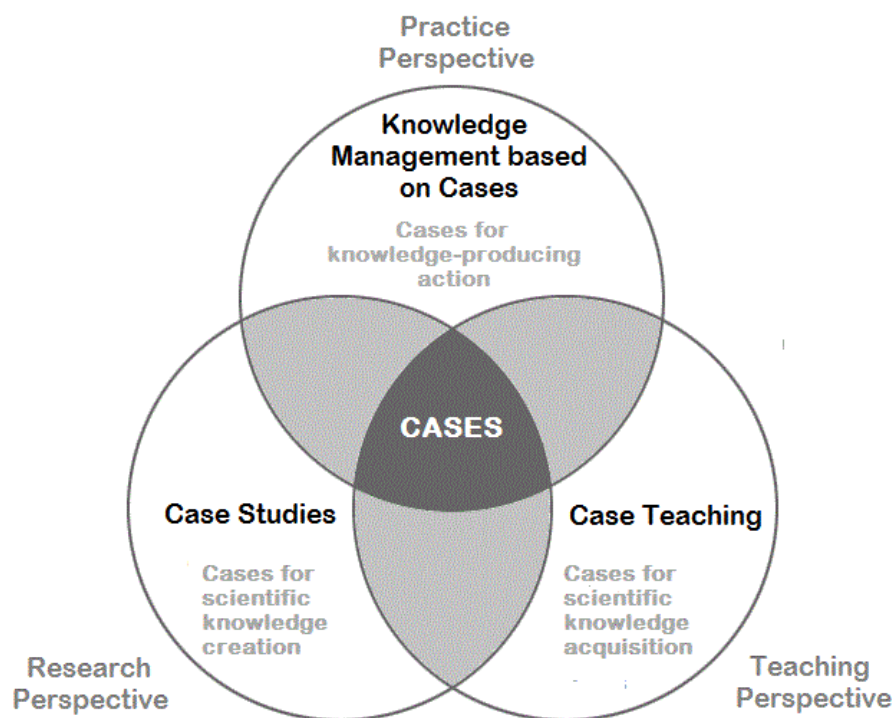 Practice
Perspective
Knowledge
Management based
on Cases
Cases for
knowledge-producing
action
CASES
Case Studies
Cases for
scientific
knowledge
creation
Case Teaching
Cases for
scientific
knowledge
acquisition
Research
Perspective
Teaching
Perspective